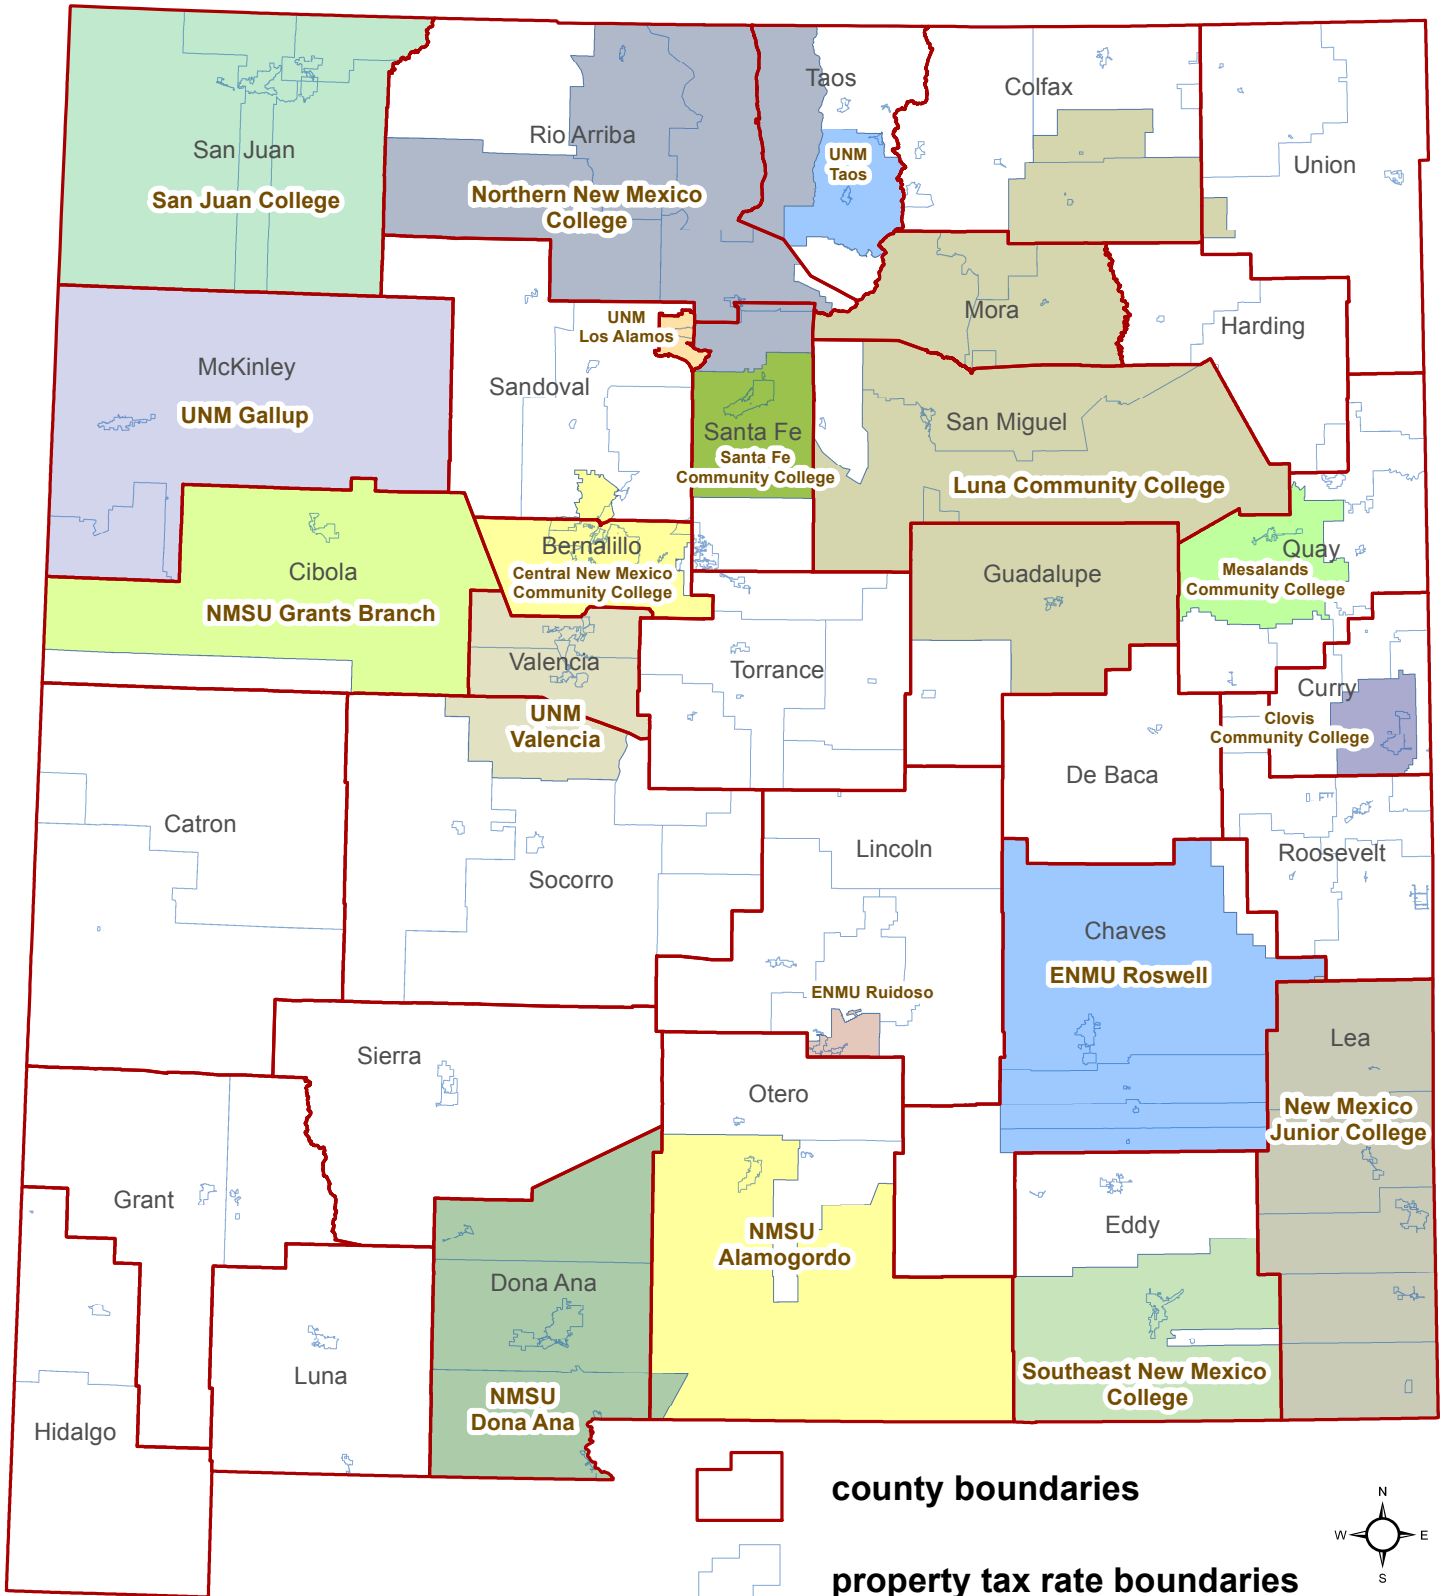 Taos
Colfax
San Juan
San Juan College
Rio Arriba
Northern New Mexico
College
UNM
Taos
Union
UNM
Los Alamos
Mora
Harding
McKinley
UNM Gallup
Sandoval
Santa Fe
Santa Fe
Community College
San Miguel
Luna Community College
Bernalillo
Central New Mexico
Community College
Cibola
NMSU Grants Branch
Guadalupe
Quay
Mesalands
Community College
Valencia
UNM
Valencia
Torrance
Curry
Clovis
Community College
De Baca
Catron
Socorro
Lincoln
Roosevelt
Chaves
ENMU Roswell
ENMU Ruidoso
Sierra
Otero
Lea
New Mexico
Junior College
Grant
NMSU
Alamogordo
Eddy
Dona Ana
NMSU
Dona Ana
Luna
Southeast New Mexico
College
Hidalgo
county boundaries
property tax rate boundaries
N
W
E
S